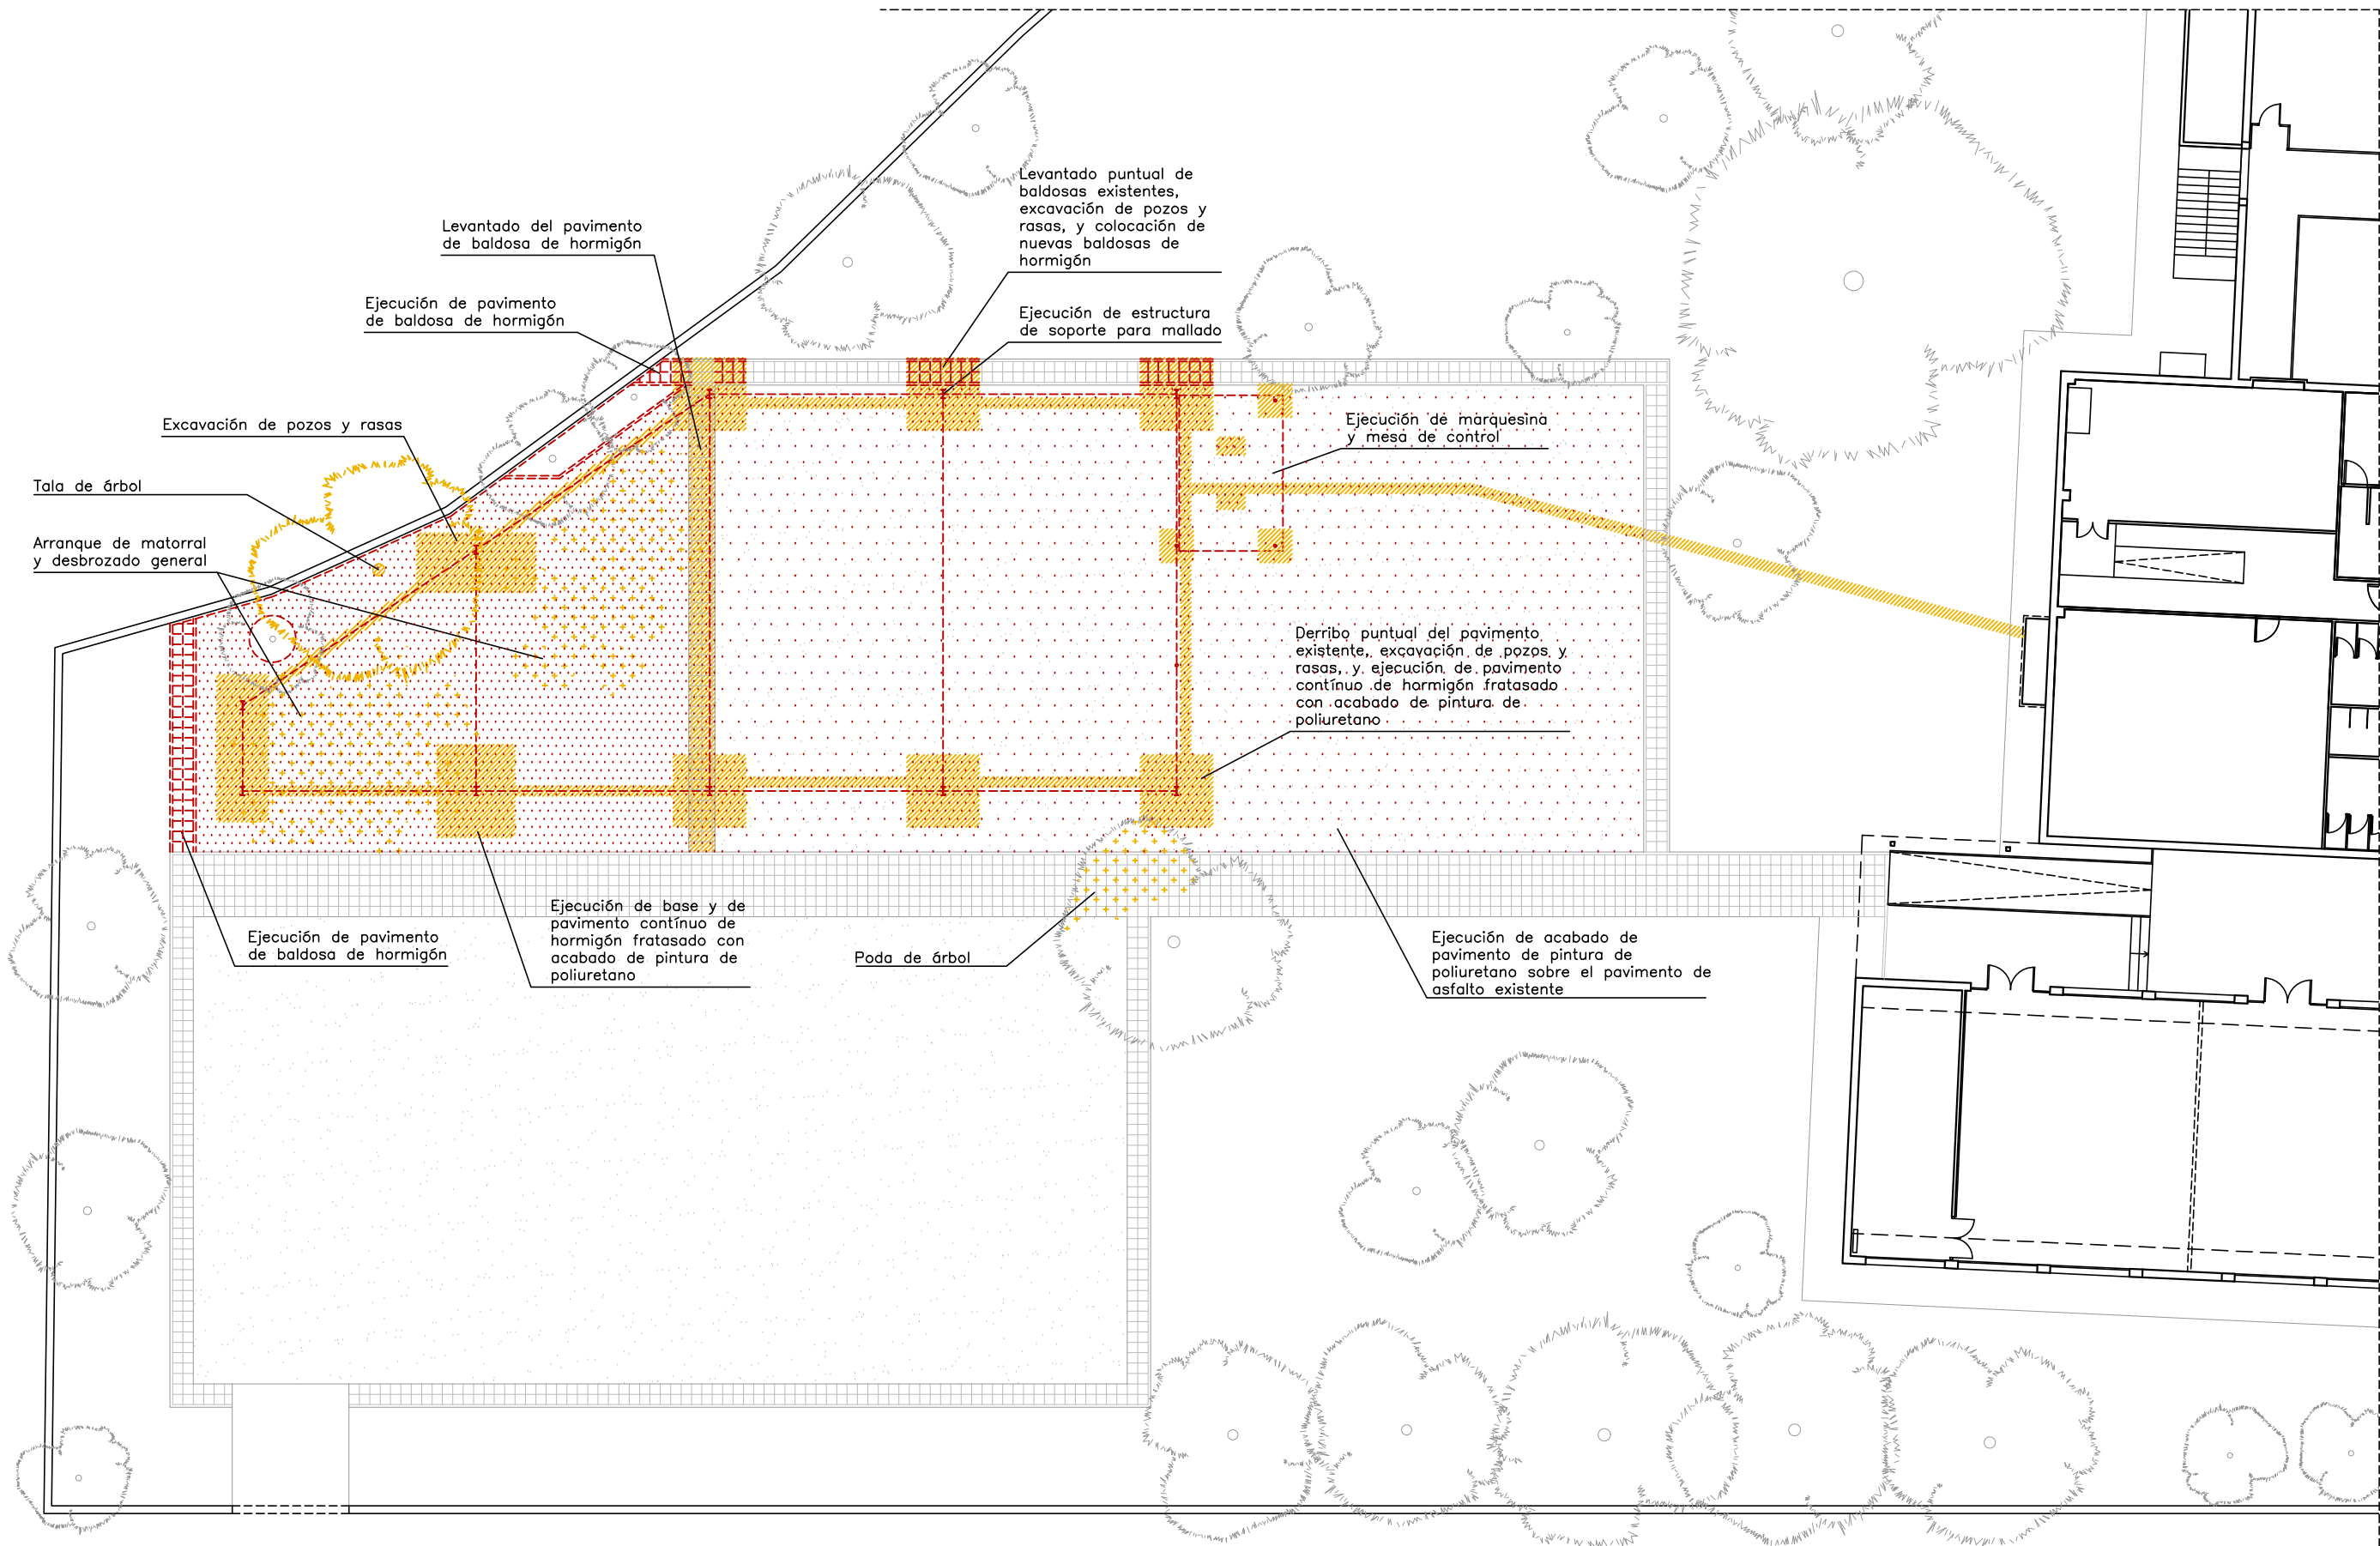 Levantado puntual de
baldosas existentes,
excavación de pozos y
rasas, y colocación de
nuevas baldosas de
hormigón
Levantado del pavimento
de baldosa de hormigón
Ejecución de pavimento
de baldosa de hormigón
Ejecución de estructura
de soporte para mallado
Excavación de pozos y rasas
Ejecución de marquesina
y mesa de control
Tala de árbol
Arranque de matorral
y desbrozado general
Derribo puntual del pavimento
existente, excavación de pozos y
rasas, y ejecución de pavimento
contínuo de hormigón fratasado
con acabado de pintura de
poliuretano
Ejecución de pavimento
de baldosa de hormigón
Ejecución de base y de
pavimento contínuo de
hormigón fratasado con
acabado de pintura de
poliuretano
Poda de árbol
Ejecución de acabado de
pavimento de pintura de
poliuretano sobre el pavimento de
asfalto existente